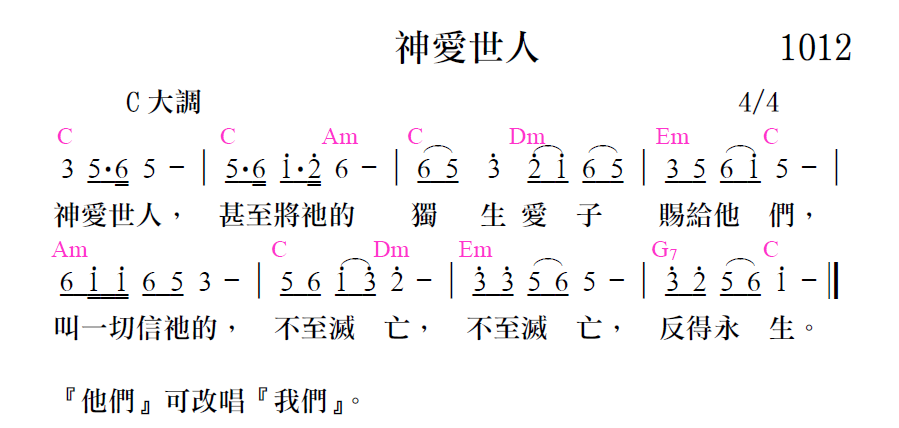 神愛世人 1012
C 大調 4/4
C C Am C Dm Em C
3 5·6 5 – | 5·6 i·2̇ 6 – | 6 5 3̇ 2̇ i 6 5 | 3 5 6 i 5 – |
神愛世人， 甚至將祂的 獨 生 愛 子 賜給他 們，
Am C Dm Em G7 C
6 i i 6 5 3 – | 5 6 i 3̇ 2̇ – | 3̇ 3̇ 5 6 5 – | 3̇ 2̇ 5 6 i – ‖
叫一切信祂的， 不至滅 亡， 不至滅 亡， 反得永 生。
『他們』可改唱『我們』。